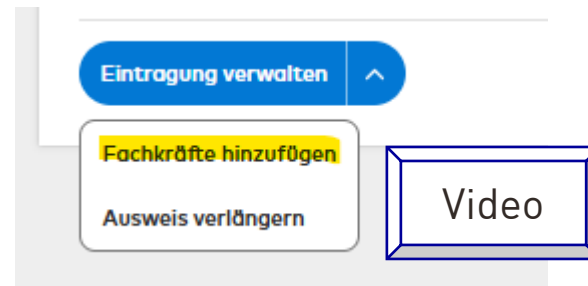 Eintragung verwalten
Fachkräfte hinzufügen
Ausweis verlängern
Video